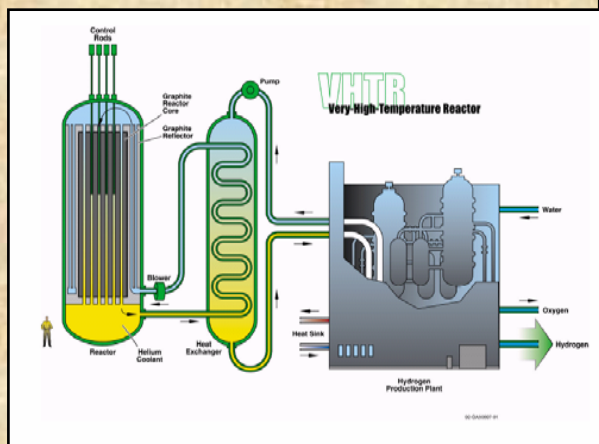 Control
Rods
Graphite
Reactor
Core
Graphite
Reflector
Pump
VHTR
Very-High-Temperature Reactor
Water
Blower
Oxygen
Heat Sink
Hydrogen
Reactor
Helium
Coolant
Heat
Exchanger
Hydrogen
Production Plant